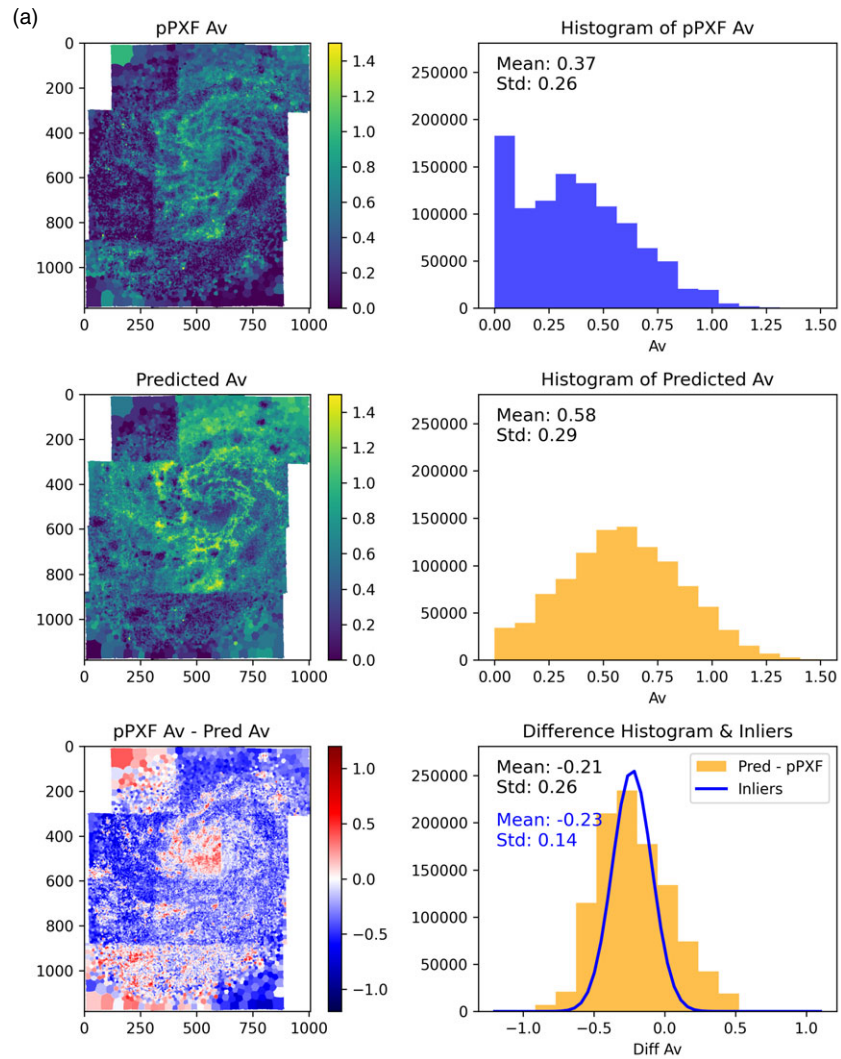 (a)
pPXF Av
0
200
400
600
800
1000
0 250 500 750 1000
1.4
1.2
1.0
0.8
0.6
0.4
0.2
0.0
Histogram of pPXF Av
Mean: 0.37
Std: 0.26
250000
200000
150000
100000
50000
0
0.00 0.25 0.50 0.75 1.00 1.25 1.50
Av
Predicted Av
0
200
400
600
800
1000
0 250 500 750 1000
1.4
1.2
1.0
0.8
0.6
0.4
0.2
0.0
Histogram of Predicted Av
Mean: 0.58
Std: 0.29
250000
200000
150000
100000
50000
0
0.00 0.25 0.50 0.75 1.00 1.25 1.50
Av
pPXF Av - Pred Av
0
200
400
600
800
1000
0 250 500 750 1000
1.0
0.5
0.0
−0.5
−1.0
Difference Histogram & Inliers
Mean: -0.21
Std: 0.26
Mean: -0.23
Std: 0.14
Pred - pPXF
Inliers
250000
200000
150000
100000
50000
0
−1.0 −0.5 0.0 0.5 1.0
Diff Av